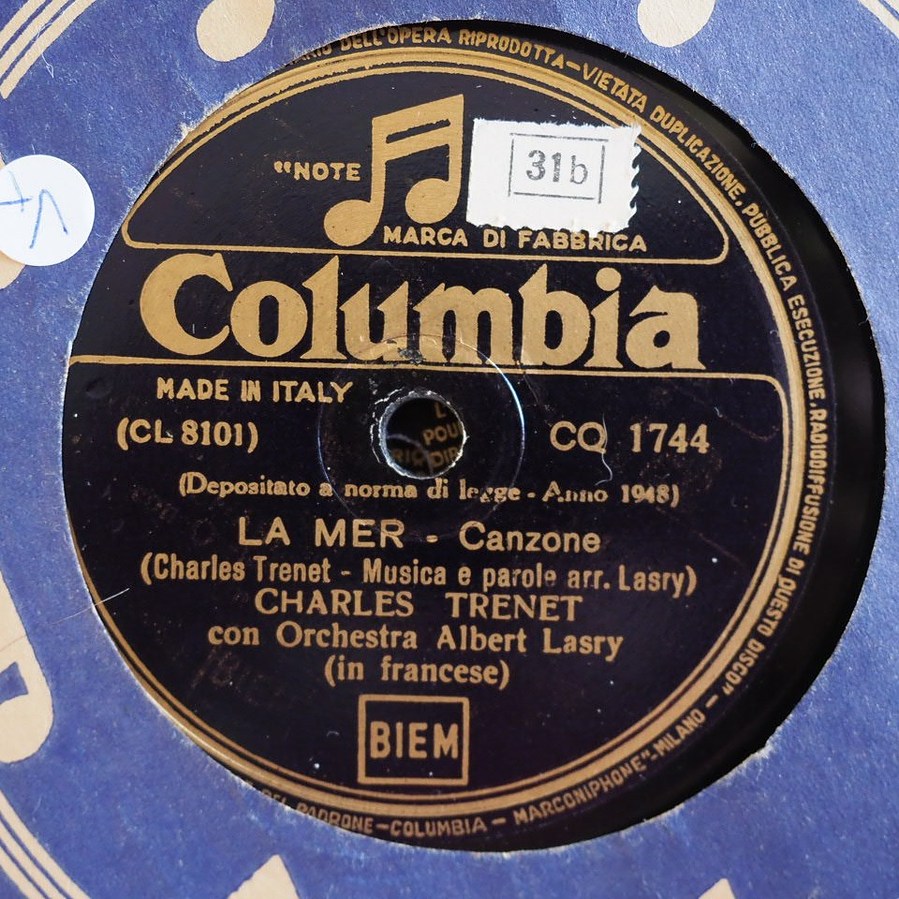 DELL'OPERA RIPRODOTTA-VIETATA DUPLICAZIONE, PUBBLICA ESECUZIONE, RADIODIFFUSIONE DI QUESTO DISCO"
"NOTE
31b
MARCA DI FABBRICA
Columbia
MADE IN ITALY
(CL 8101)
CQ 1744
(Depositato a norma di legge - Anno 1948)
LA MER - Canzone
(Charles Trenet - Musica e parole arr. Lasry)
CHARLES TRENET
con Orchestra Albert Lasry
(in francese)
BIEM
PADRONE-COLUMBIA - MARCONIPHONE"-MILANO -